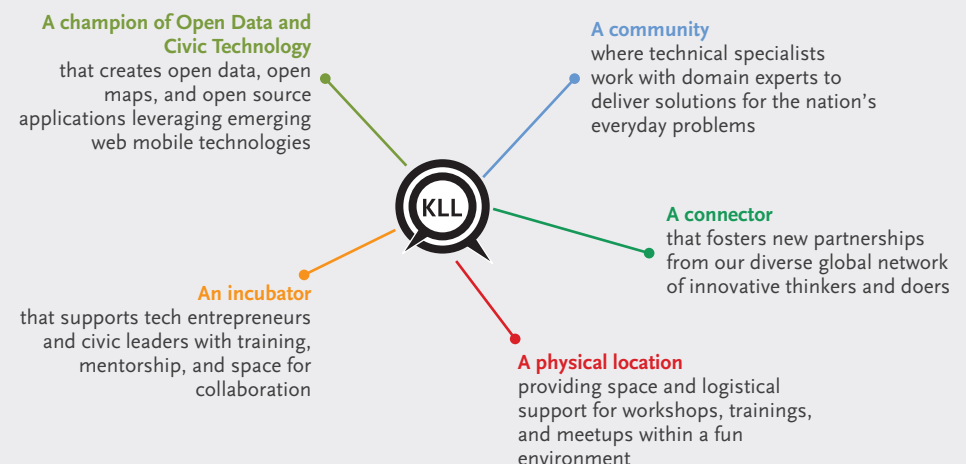 A champion of Open Data and
Civic Technology
that creates open data, open
maps, and open source
applications leveraging emerging
web mobile technologies
A community
where technical specialists
work with domain experts to
deliver solutions for the nation's
everyday problems
KLL
A connector
that fosters new partnerships
from our diverse global network
of innovative thinkers and doers
An incubator
that supports tech entrepreneurs
and civic leaders with training,
mentorship, and space for
collaboration
A physical location
providing space and logistical
support for workshops, trainings,
and meetups within a fun
environment